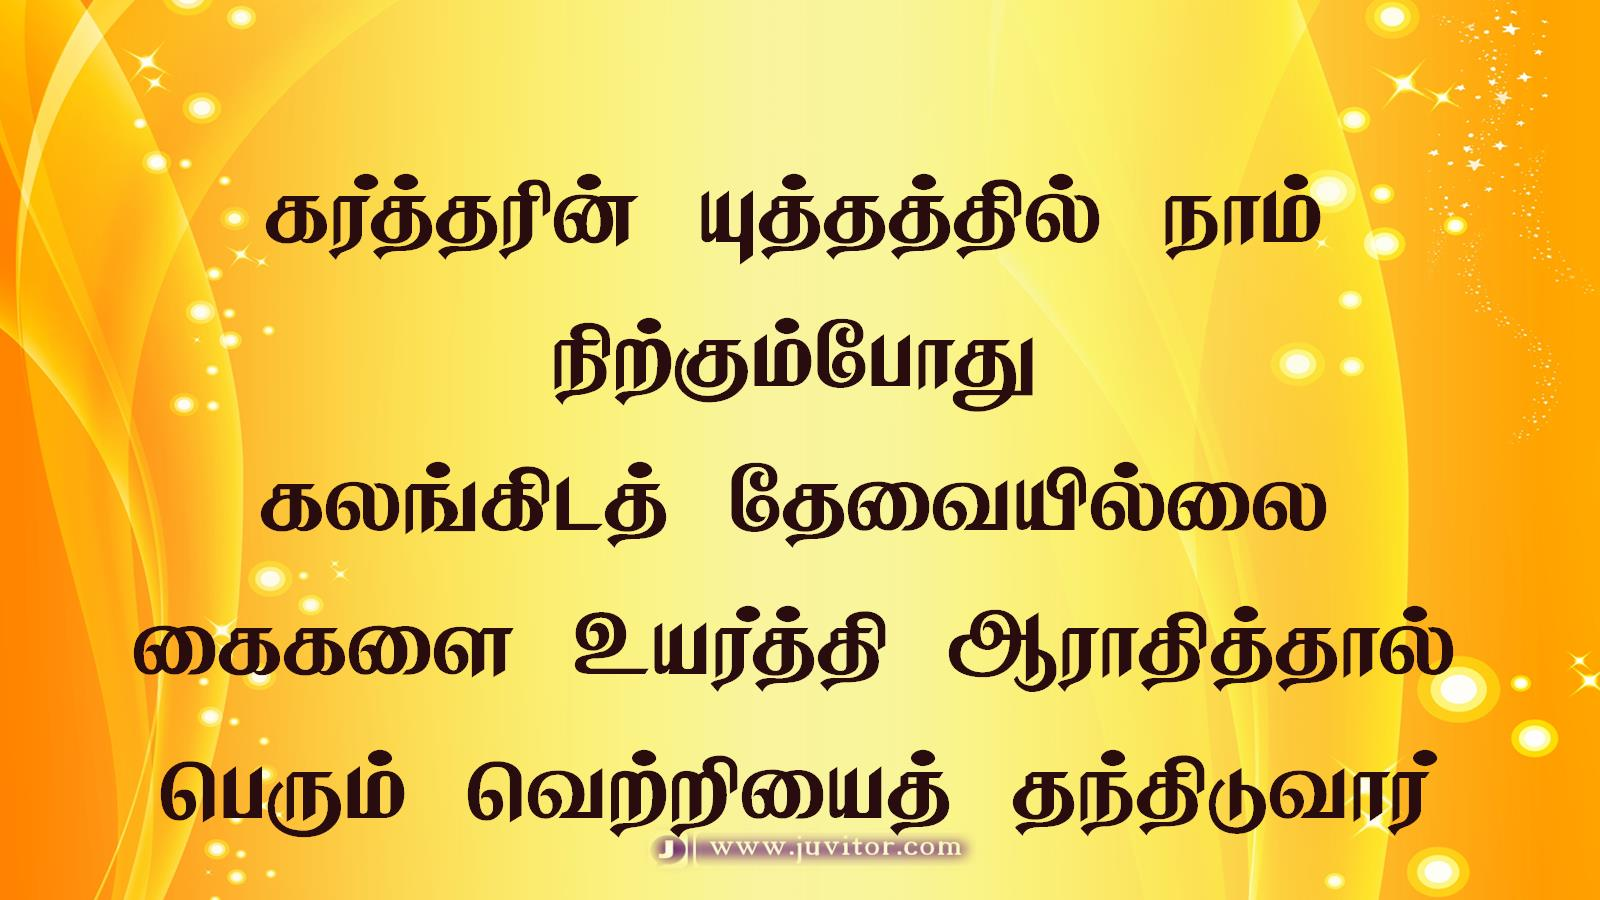 கர்த்தரின் யுத்தத்தில் நாம்
நிற்கும்போது
கலங்கிடத் தேவையில்லை
கைகளை உயர்த்தி ஆராதித்தால்
பெரும் வெற்றியைத் தந்திடுவார்
J www.juvitor.com